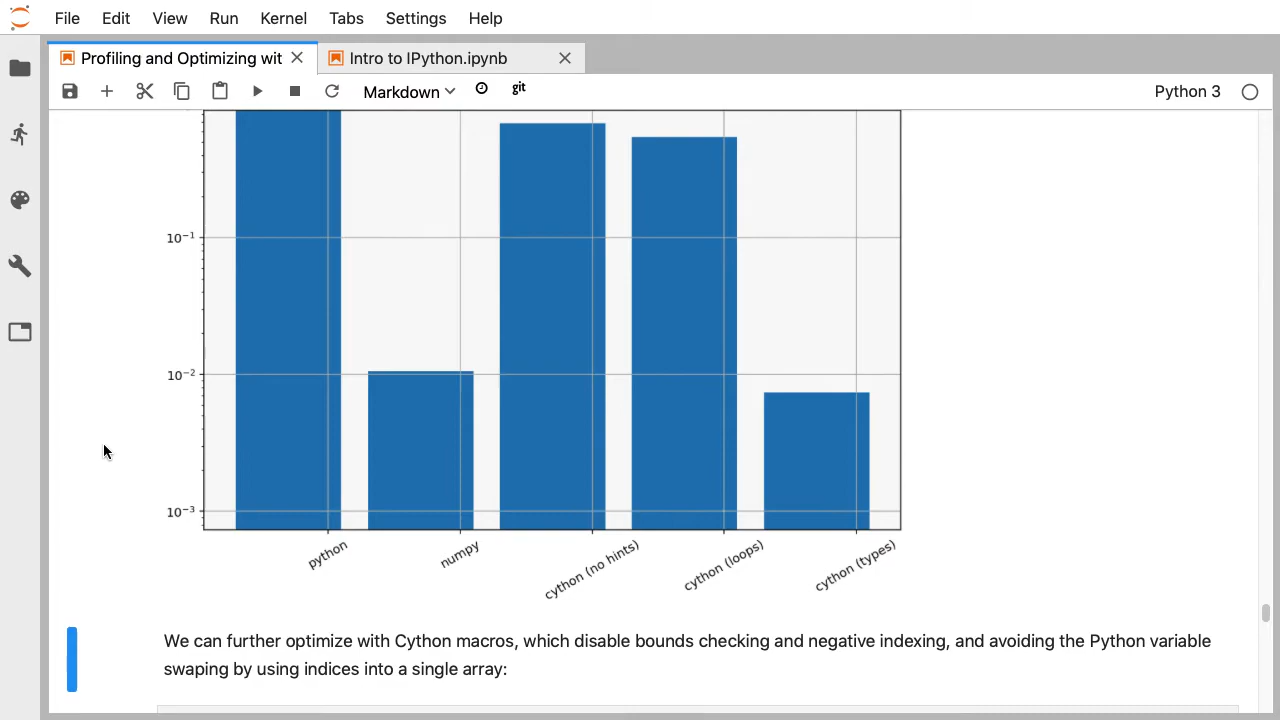 File Edit View Run Kernel Tabs Settings Help
Profiling and Optimizing wit
Intro to IPython.ipynb
Markdown
git
Python 3
10⁻¹
10⁻²
10⁻³
python
numpy
cython (no hints)
cython (loops)
cython (types)
We can further optimize with Cython macros, which disable bounds checking and negative indexing, and avoiding the Python variable
swaping by using indices into a single array: